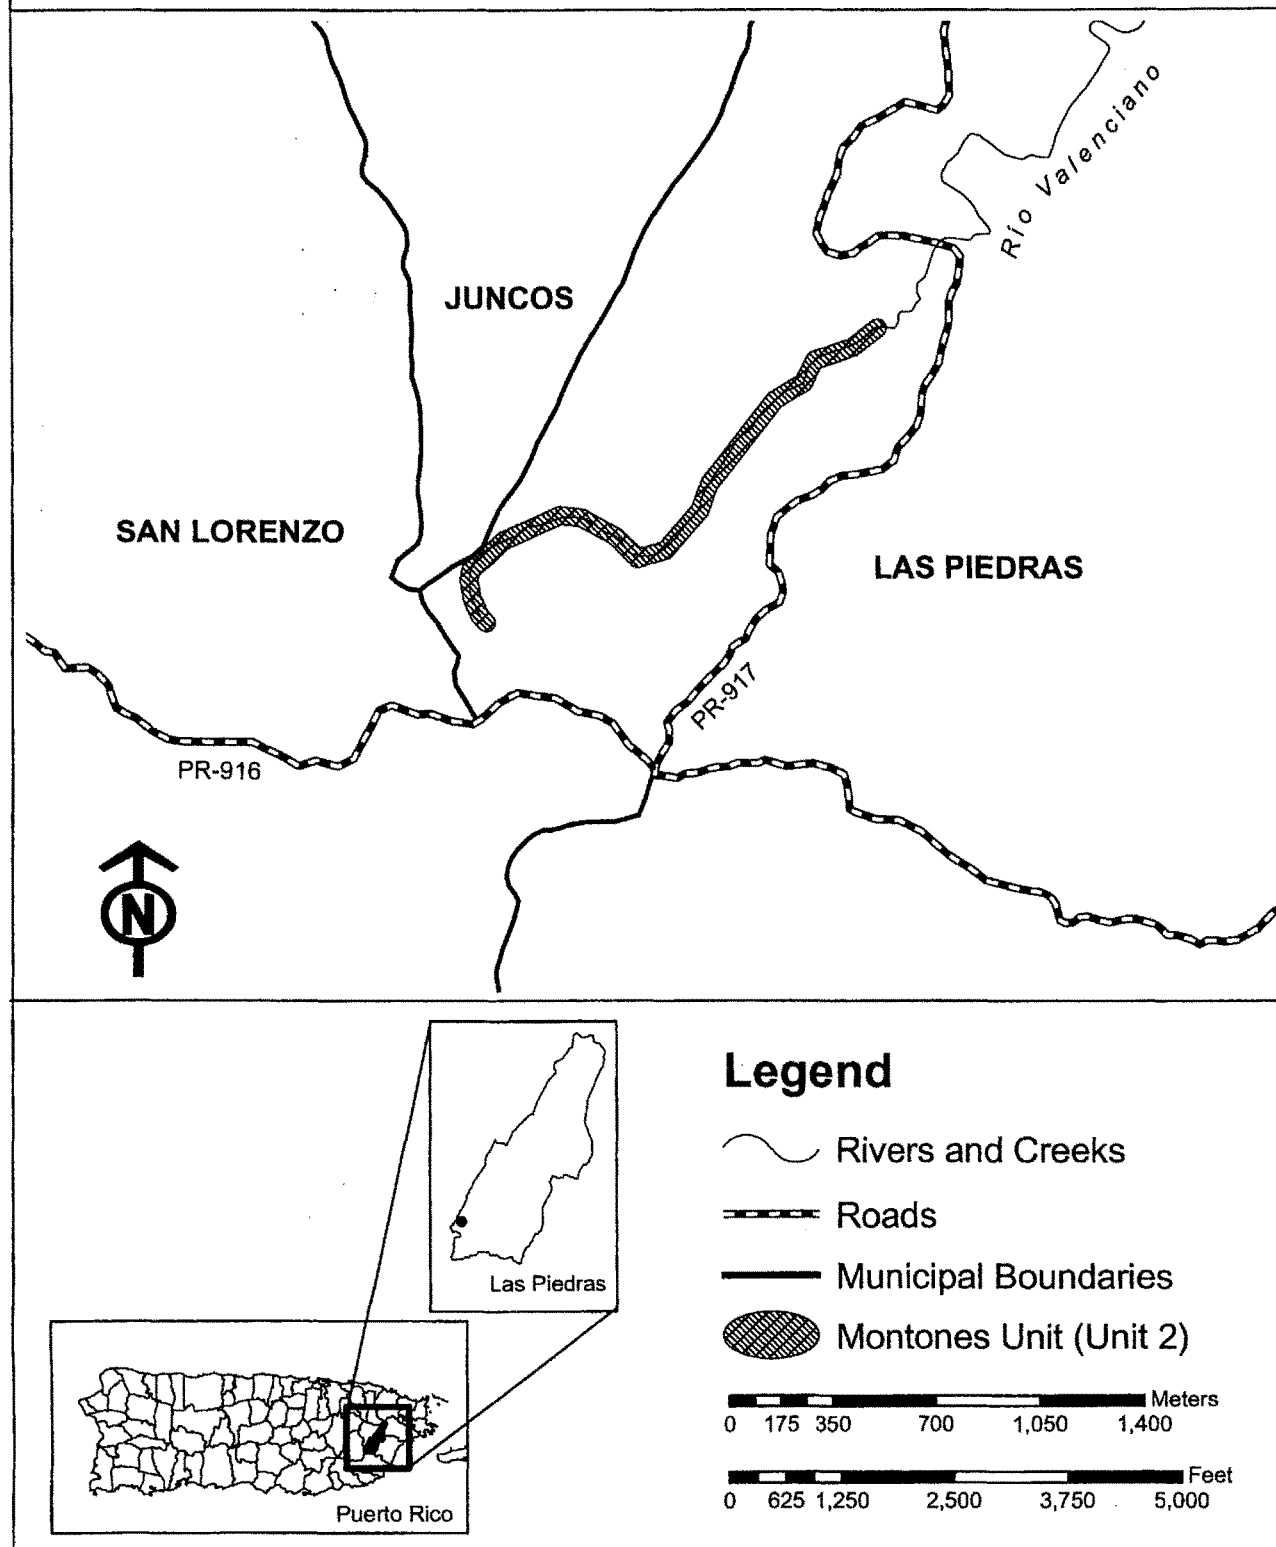 Río Valenciano
JUNCOS
SAN LORENZO
LAS PIEDRAS
PR-917
PR-916
N
Las Piedras
Puerto Rico
Legend
Rivers and Creeks
Roads
Municipal Boundaries
Montones Unit (Unit 2)
Meters
0 175 350 700 1,050 1,400
Feet
0 625 1,250 2,500 3,750 5,000